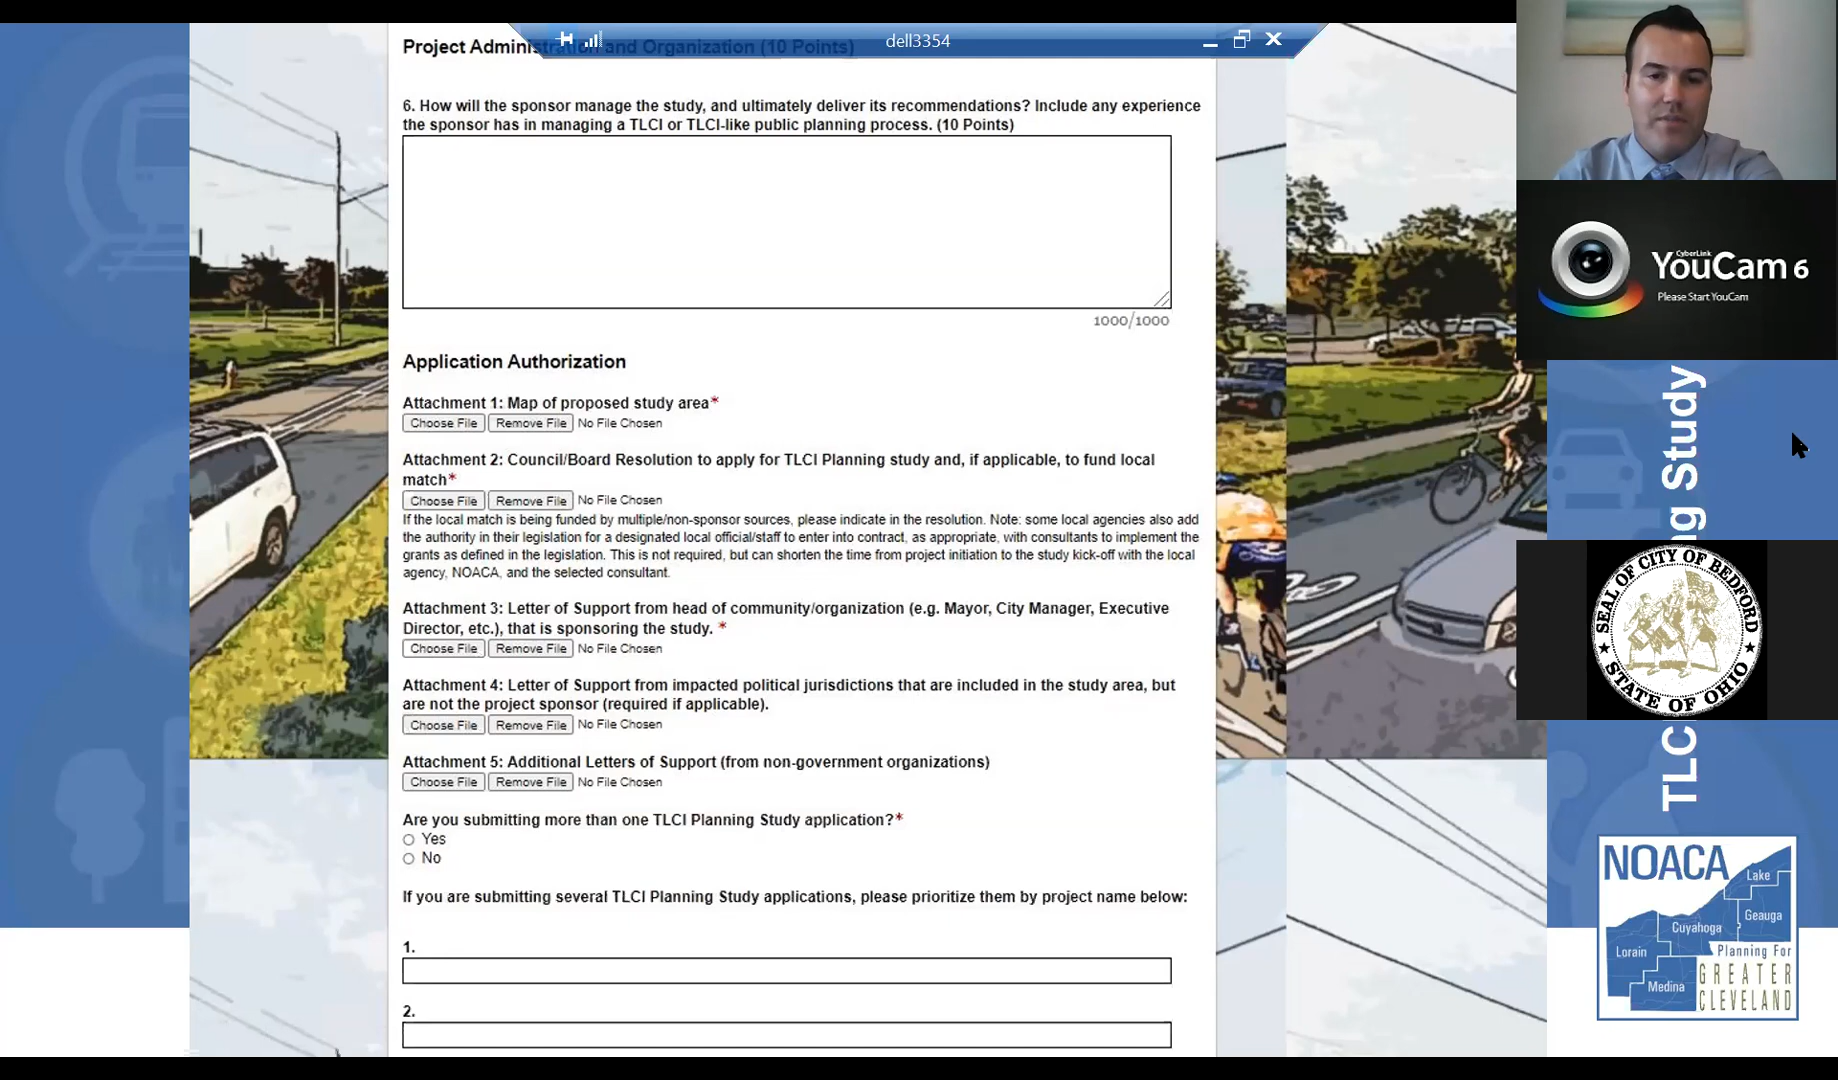 Project Administration and Organization (10 Points)
dell3354
6. How will the sponsor manage the study, and ultimately deliver its recommendations? Include any experience
the sponsor has in managing a TLCI or TLCI-like public planning process. (10 Points)
1000/1000
Application Authorization
Attachment 1: Map of proposed study area*
Choose File Remove File No File Chosen
Attachment 2: Council/Board Resolution to apply for TLCI Planning study and, if applicable, to fund local
match*
Choose File Remove File No File Chosen
If the local match is being funded by multiple/non-sponsor sources, please indicate in the resolution. Note: some local agencies also add
the authority in their legislation for a designated local official/staff to enter into contract, as appropriate, with consultants to implement the
grants as defined in the legislation. This is not required, but can shorten the time from project initiation to the study kick-off with the local
agency, NOACA, and the selected consultant.
Attachment 3: Letter of Support from head of community/organization (e.g. Mayor, City Manager, Executive
Director, etc.), that is sponsoring the study. *
Choose File Remove File No File Chosen
Attachment 4: Letter of Support from impacted political jurisdictions that are included in the study area, but
are not the project sponsor (required if applicable).
Choose File Remove File No File Chosen
Attachment 5: Additional Letters of Support (from non-government organizations)
Choose File Remove File No File Chosen
Are you submitting more than one TLCI Planning Study application?*
Yes
No
If you are submitting several TLCI Planning Study applications, please prioritize them by project name below:
1.
2.
CyberLink
YouCam 6
Please Start YouCam
TLC
ng Study
SEAL OF CITY OF BEDFORD
STATE OF OHIO
NOACA
Lake
Geauga
Cuyahoga
Lorain
Medina
Planning For
GREATER
CLEVELAND